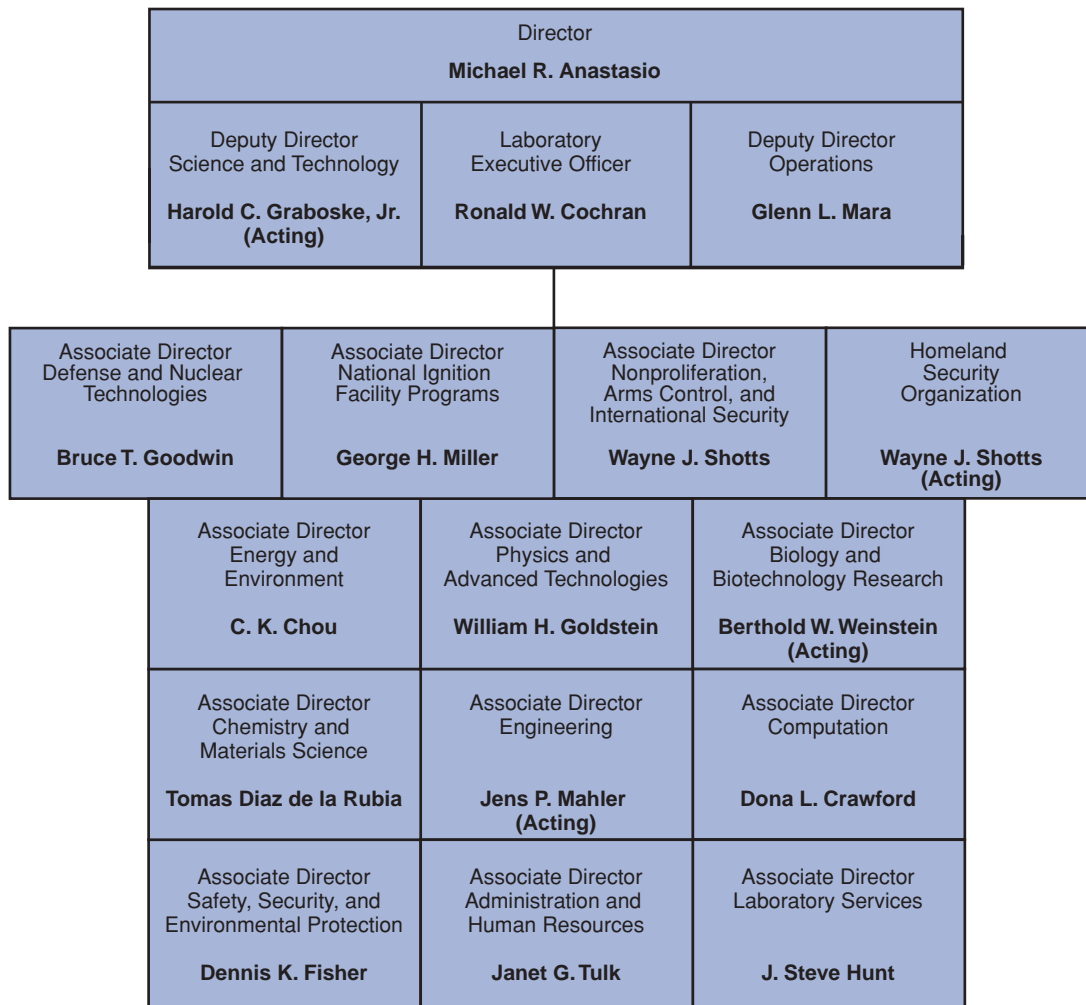 Director
Michael R. Anastasio
Deputy Director
Science and Technology
Harold C. Graboske, Jr.
(Acting)
Laboratory
Executive Officer
Ronald W. Cochran
Deputy Director
Operations
Glenn L. Mara
Associate Director
Defense and Nuclear
Technologies
Bruce T. Goodwin
Associate Director
National Ignition
Facility Programs
George H. Miller
Associate Director
Nonproliferation,
Arms Control, and
International Security
Wayne J. Shotts
Homeland
Security
Organization
Wayne J. Shotts
(Acting)
Associate Director
Energy and
Environment
C. K. Chou
Associate Director
Physics and
Advanced Technologies
William H. Goldstein
Associate Director
Biology and
Biotechnology Research
Berthold W. Weinstein
(Acting)
Associate Director
Chemistry and
Materials Science
Tomas Diaz de la Rubia
Associate Director
Engineering
Jens P. Mahler
(Acting)
Associate Director
Computation
Dona L. Crawford
Associate Director
Safety, Security, and
Environmental Protection
Dennis K. Fisher
Associate Director
Administration and
Human Resources
Janet G. Tulk
Associate Director
Laboratory Services
J. Steve Hunt